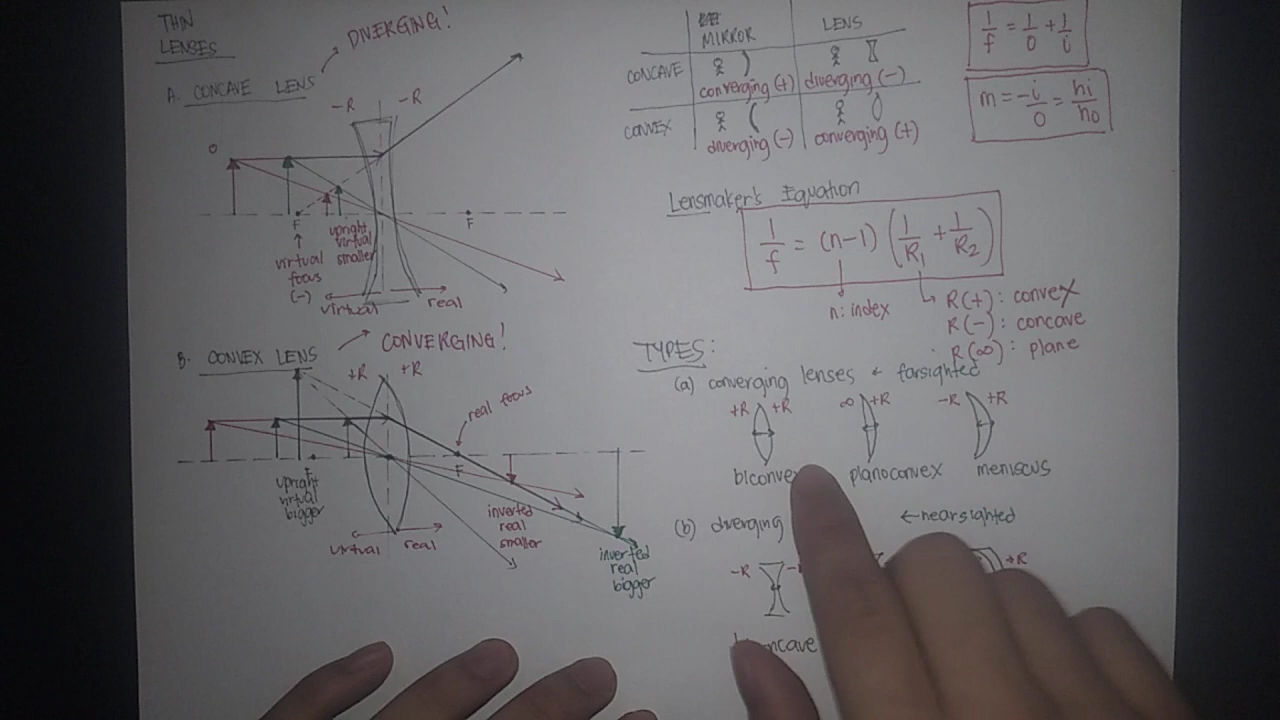 THIN
LENSES
DIVERGING!
A. CONCAVE LENS
-R
-R
O
F
F
upright
virtual
smaller
virtual
focus
(-)
virtual
real
CONVERGING!
B. CONVEX LENS
+R
+R
real focus
F
F
upright
virtual
bigger
inverted
real
smaller
virtual
real
inverted
real
bigger
MIRROR
LENS
CONCAVE
converging (+)
diverging (-)
CONVEX
diverging (-)
converging (+)
1/f = 1/o + 1/i
m = -i/o = hi/ho
Lensmaker's Equation
1/f = (n-1) (1/R1 + 1/R2)
n: index
R(+): convex
R(-): concave
R(∞): plane
TYPES:
(a) converging lenses ← farsighted
+R
+R
∞
+R
-R
+R
biconvex
planoconvex
meniscus
(b) diverging
←nearsighted
-R
+R